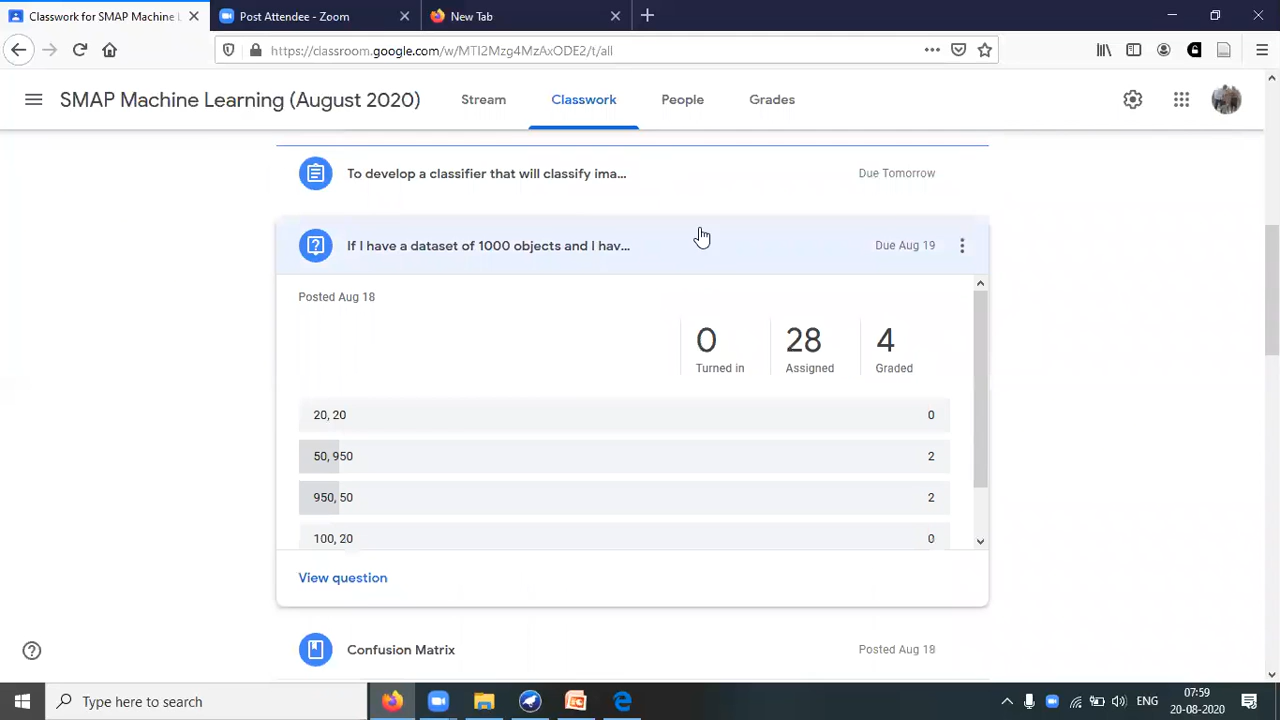 Classwork for SMAP Machine L
Post Attendee - Zoom
New Tab
https://classroom.google.com/w/MTI2Mzg4MzAxODE2/t/all
SMAP Machine Learning (August 2020)
Stream
Classwork
People
Grades
To develop a classifier that will classify ima...
Due Tomorrow
If I have a dataset of 1000 objects and I hav...
Due Aug 19
Posted Aug 18
0
28
4
Turned in
Assigned
Graded
20, 20
0
50, 950
2
950, 50
2
100, 20
0
View question
Confusion Matrix
Posted Aug 18
Type here to search
ENG
07:59
20-08-2020